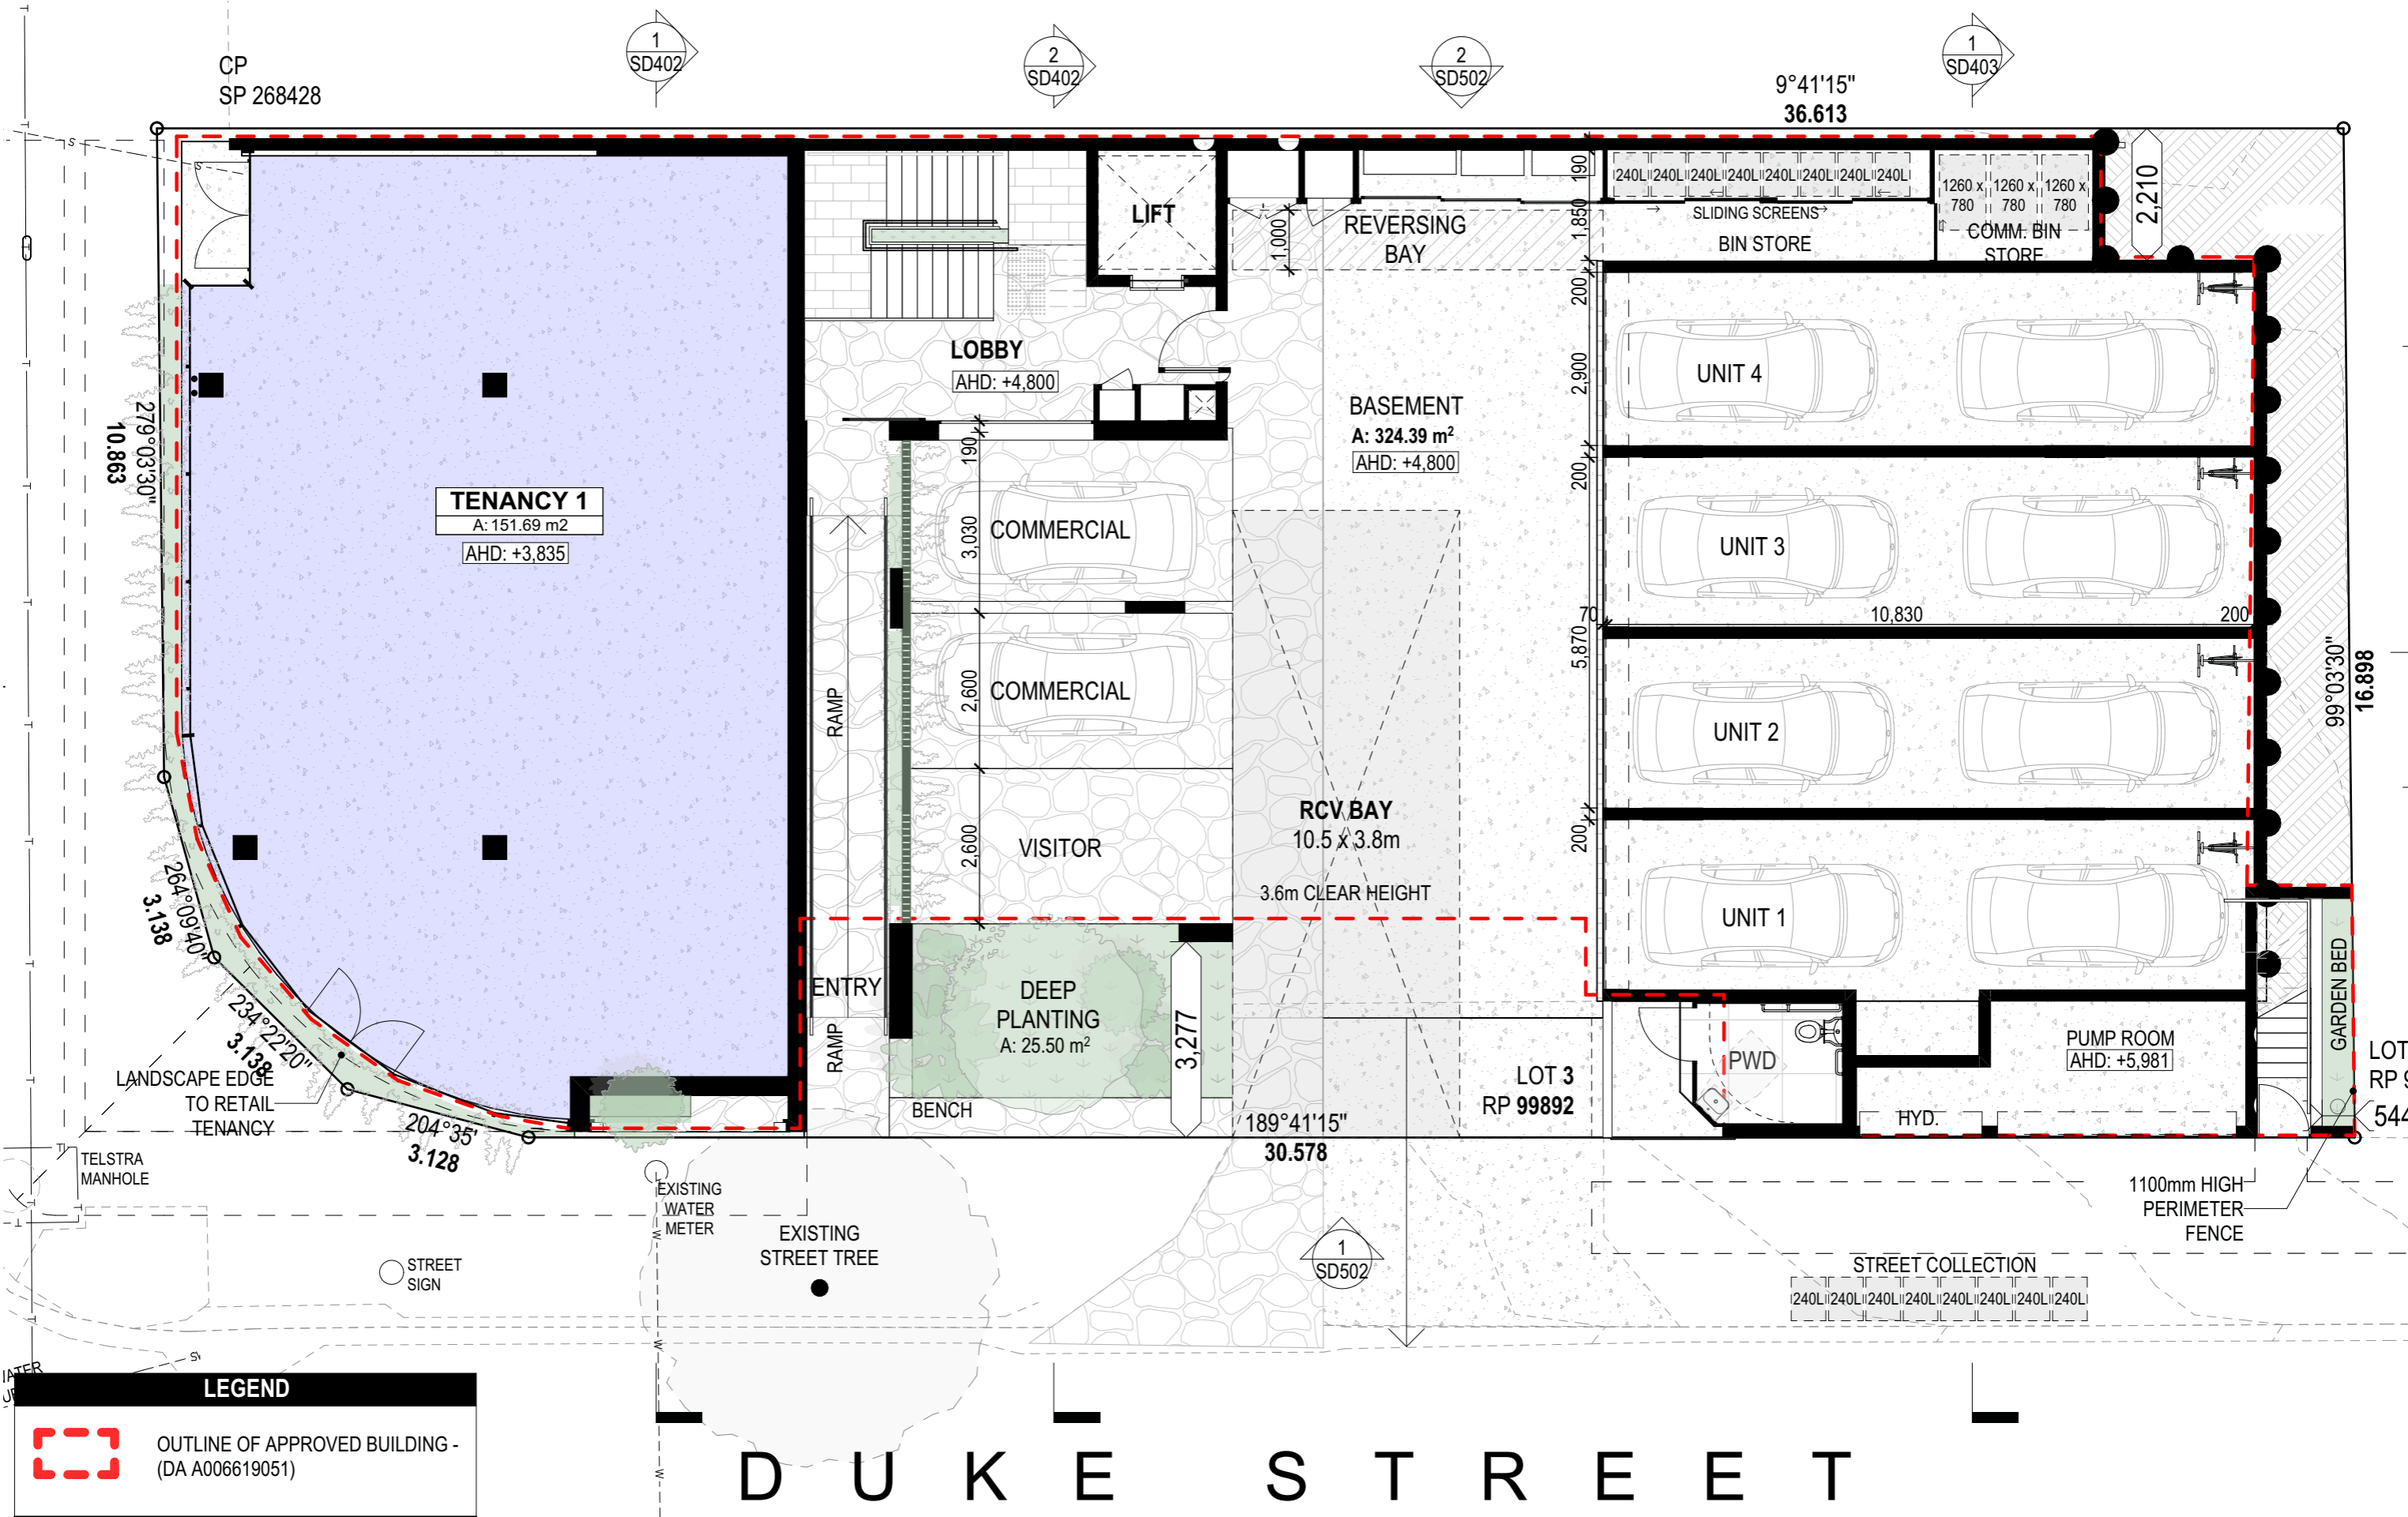 CP
SP 268428
1
SD402
2
SD402
2
SD502
1
SD403
9°41'15"
36.613
2,210
190
240L 240L 240L 240L 240L 240L 240L 240L
1260 x
780
1260 x
780
1260 x
780
LIFT
REVERSING
BAY
1,000
1,850
SLIDING SCREENS
BIN STORE
COMM. BIN
STORE
200
LOBBY
AHD: +4,800
2,900
UNIT 4
BASEMENT
A: 324.39 m²
AHD: +4,800
190
200
279°03'30"
10.863
TENANCY 1
A: 151.69 m2
AHD: +3,835
3,030
COMMERCIAL
UNIT 3
70
10,830
200
5,870
99°03'30"
16.898
RAMP
2,600
COMMERCIAL
UNIT 2
RCV BAY
10.5 x 3.8m
200
2,600
VISITOR
3.6m CLEAR HEIGHT
UNIT 1
264°09'40"
3.138
ENTRY
DEEP
PLANTING
A: 25.50 m²
3,277
234°22'20"
3.138
RAMP
GARDEN BED
PUMP ROOM
AHD: +5,981
PWD
LOT
RP 9
544
LANDSCAPE EDGE
TO RETAIL
TENANCY
LOT 3
RP 99892
BENCH
HYD.
204°35'
3.128
189°41'15"
30.578
TELSTRA
MANHOLE
EXISTING
WATER
METER
1100mm HIGH
PERIMETER
FENCE
EXISTING
STREET TREE
STREET
SIGN
1
SD502
STREET COLLECTION
240L 240L 240L 240L 240L 240L 240L 240L
LEGEND
OUTLINE OF APPROVED BUILDING -
(DA A006619051)
DUKE STREET